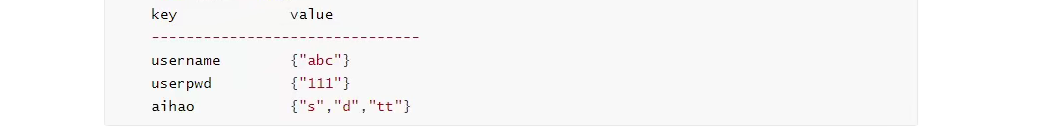 key             value
-------------------------------
username        {"abc"}
userpwd         {"111"}
aihao           {"s","d","tt"}